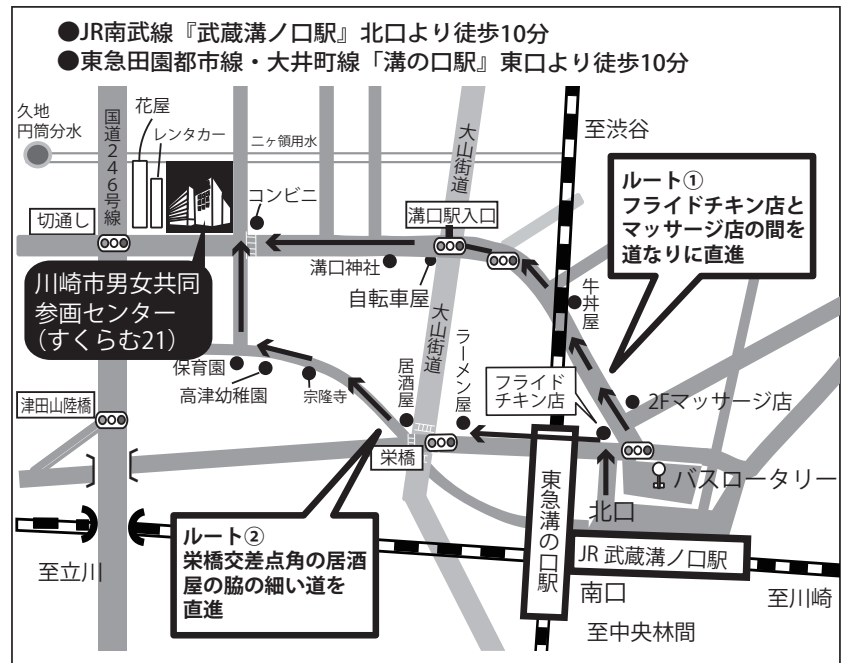 ●JR南武線『武蔵溝ノ口駅』北口より徒歩10分
●東急田園都市線・大井町線「溝の口駅』東口より徒歩10分
久地
円筒分水
国道246号線
花屋
レンタカー
二ヶ領用水
大山街道
至渋谷
コンビニ
切通し
溝口駅入口
ルート①
フライドチキン店と
マッサージ店の間を
道なりに直進
川崎市男女共同
参画センター
(すくらむ21)
溝口神社
自転車屋
牛丼屋
大山街道
保育園
高津幼稚園
宗隆寺
居酒屋
ラーメン屋
フライド
チキン店
2Fマッサージ店
津田山陸橋
栄橋
バスロータリー
北口
東急溝の口駅
ルート②
栄橋交差点角の居酒
屋の脇の細い道を
直進
JR 武蔵溝ノ口駅
至立川
南口
至川崎
至中央林間